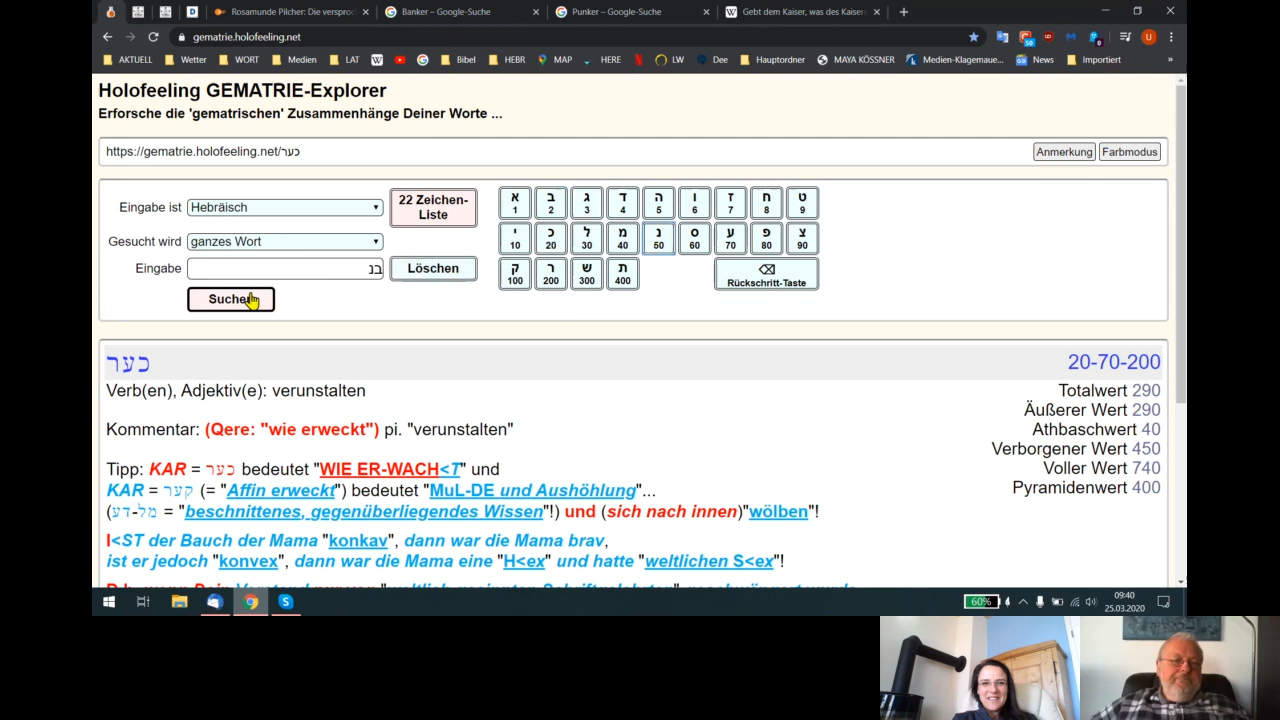 Rosamunde Pilcher: Die versproc
Banker – Google-Suche
Punker – Google-Suche
Gebt dem Kaiser, was des Kaisers
gematrie.holofeeling.net
AKTUELL Wetter WORT Medien LAT Bibel HEBR MAP HERE LW Dee Hauptordner MAYA KÖSSNER Medien-Klagemaue... News Importiert »
Holofeeling GEMATRIE-Explorer
Erforsche die 'gematrischen' Zusammenhänge Deiner Worte ...
https://gematrie.holofeeling.net/כער
Anmerkung Farbmodus
Eingabe ist Hebräisch
22 Zeichen-
Liste
Gesucht wird ganzes Wort
Eingabe בנ Löschen
Suchen
א ב ג ד ה ו ז ח ט
1 2 3 4 5 6 7 8 9
י כ ל מ נ ס ע פ צ
10 20 30 40 50 60 70 80 90
ק ר ש ת
100 200 300 400 Rückschritt-Taste
כער 20-70-200
Verb(en), Adjektiv(e): verunstalten
Totalwert 290
Äußerer Wert 290
Athbaschwert 40
Verborgener Wert 450
Voller Wert 740
Pyramidenwert 400
Kommentar: (Qere: "wie erweckt") pi. "verunstalten"
Tipp: KAR = כער bedeutet "WIE ER-WACH<T" und
KAR = קער (= "Affin erweckt") bedeutet "MuL-DE und Aushöhlung"...
(מל-דע = "beschnittenes, gegenüberliegendes Wissen"!) und (sich nach innen)"wölben"!
I<ST der Bauch der Mama "konkav", dann war die Mama brav,
ist er jedoch "konvex", dann war die Mama eine "H<ex" und hatte "weltlichen S<ex"!
60%
09:40
25.03.2020